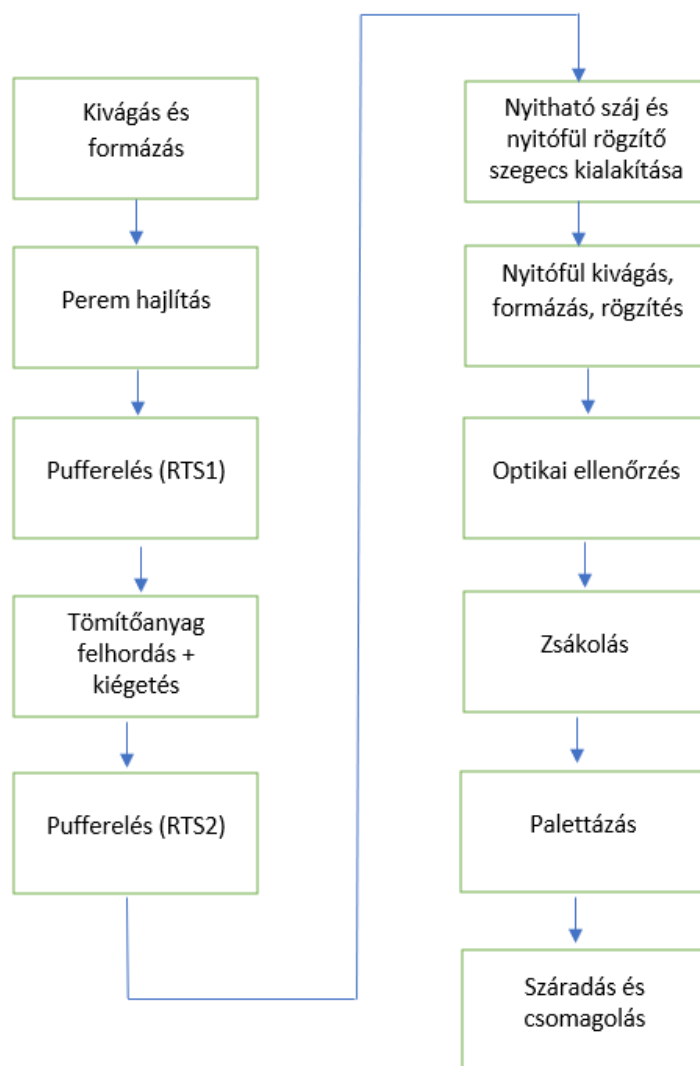 Kivágás és
formázás
Perem hajlítás
Pufferelés (RTS1)
Tömítőanyag
felhordás +
kiégetés
Pufferelés (RTS2)
Nyitható száj és
nyitófül rögzítő
szegecs kialakítása
Nyitófül kivágás,
formázás, rögzítés
Optikai ellenőrzés
Zsákolás
Palettázás
Száradás és
csomagolás